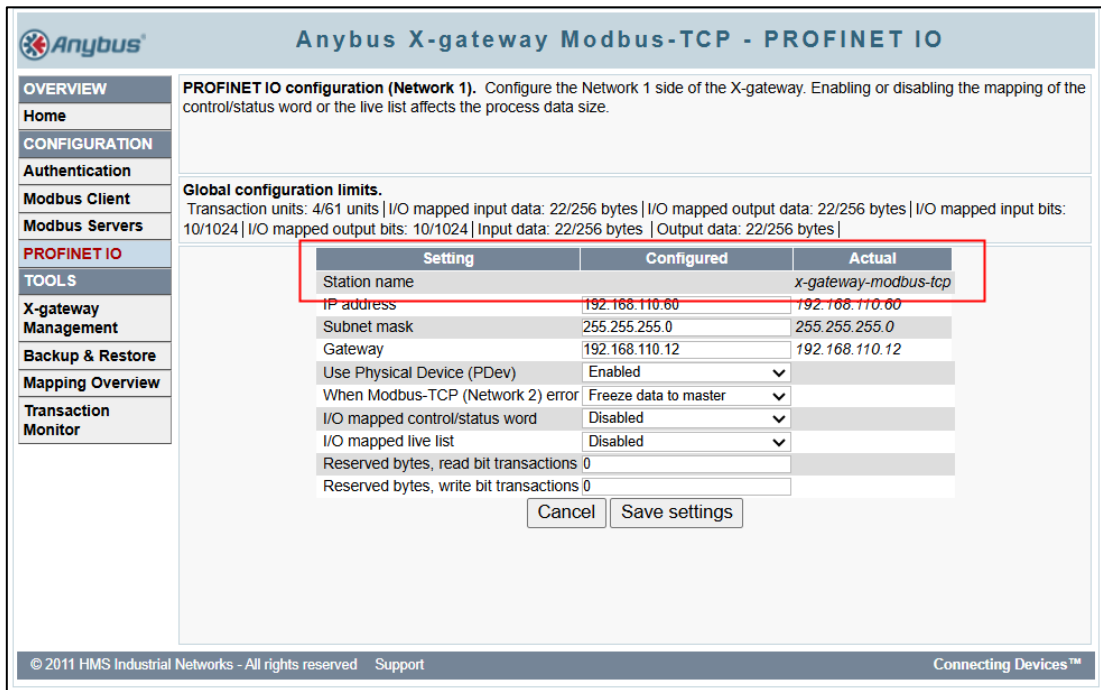 Anybus®
Anybus X-gateway Modbus-TCP - PROFINET IO
OVERVIEW
Home
CONFIGURATION
Authentication
Modbus Client
Modbus Servers
PROFINET IO
TOOLS
X-gateway
Management
Backup & Restore
Mapping Overview
Transaction
Monitor
PROFINET IO configuration (Network 1). Configure the Network 1 side of the X-gateway. Enabling or disabling the mapping of the
control/status word or the live list affects the process data size.
Global configuration limits.
Transaction units: 4/61 units | I/O mapped input data: 22/256 bytes | I/O mapped output data: 22/256 bytes | I/O mapped input bits:
10/1024 | I/O mapped output bits: 10/1024 | Input data: 22/256 bytes | Output data: 22/256 bytes |
Setting Configured Actual
Station name x-gateway-modbus-tcp
IP address 192.168.110.60 192.168.110.60
Subnet mask 255.255.255.0 255.255.255.0
Gateway 192.168.110.12 192.168.110.12
Use Physical Device (PDev) Enabled
When Modbus-TCP (Network 2) error Freeze data to master
I/O mapped control/status word Disabled
I/O mapped live list Disabled
Reserved bytes, read bit transactions 0
Reserved bytes, write bit transactions 0
Cancel Save settings
© 2011 HMS Industrial Networks - All rights reserved Support Connecting Devices™